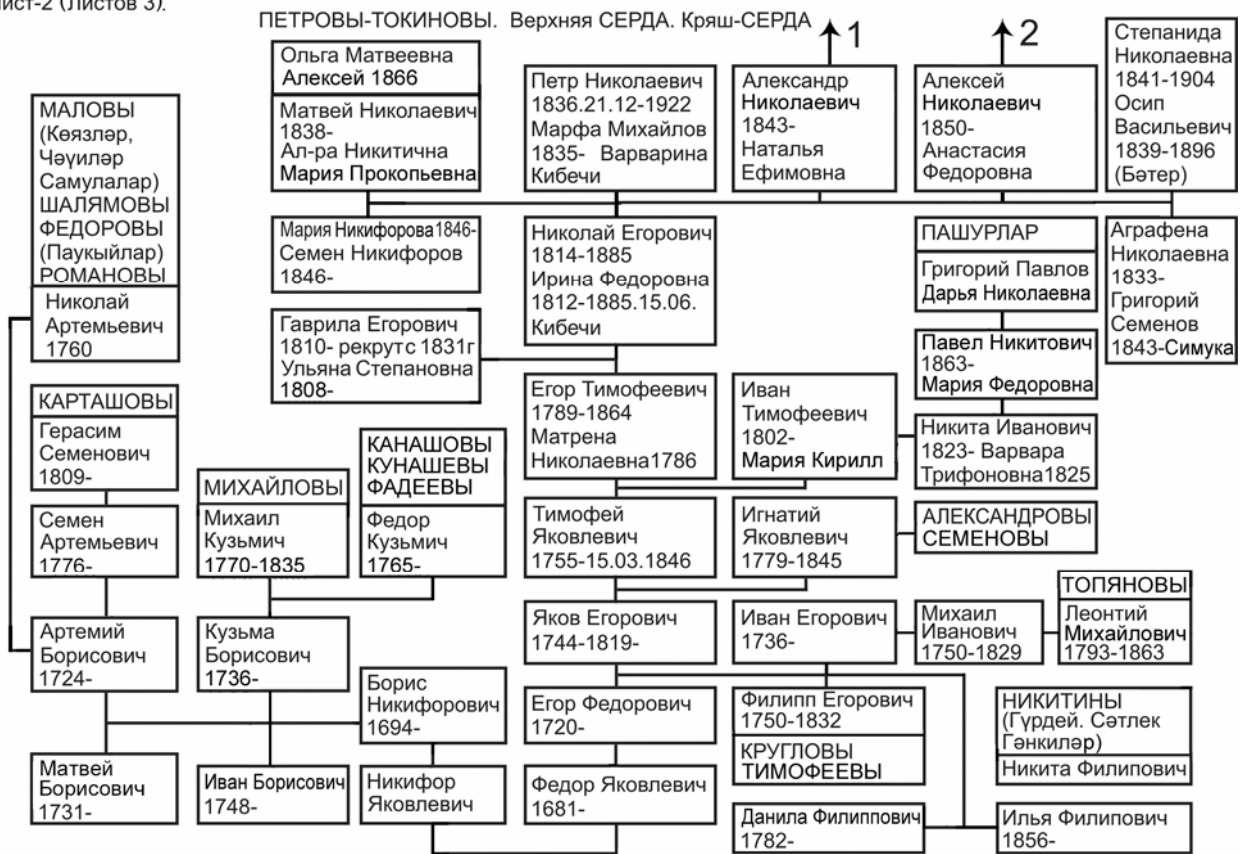 ист-2 (Листов 3).
ПЕТРОВЫ-ТОКИНОВЫ. Верхняя СЕРДА. Кряш-СЕРДА
1
2
Ольга Матвеевна
Алексей 1866
Матвей Николаевич
1838-
Ал-ра Никитична
Мария Прокопьевна
Петр Николаевич
1836.21.12-1922
Марфа Михайлов
1835- Варварина
Кибечи
Александр
Николаевич
1843-
Наталья
Ефимовна
Алексей
Николаевич
1850-
Анастасия
Федоровна
Степанида
Николаевна
1841-1904
Осип
Васильевич
1839-1896
(Бәтер)
МАЛОВЫ
(Көязләр,
Чәүиләр
Самулалар)
ШАЛЯМОВЫ
ФЕДОРОВЫ
(Паукыйлар)
РОМАНОВЫ
Николай
Артемьевич
1760
Мария Никифорова1846-
Семен Никифоров
1846-
Николай Егорович
1814-1885
Ирина Федоровна
1812-1885.15.06.
Кибечи
ПАШУРЛАР
Григорий Павлов
Дарья Николаевна
Аграфена
Николаевна
1833-
Григорий
Семенов
1843-Симука
Гаврила Егорович
1810- рекрут с 1831г
Ульяна Степановна
1808-
Павел Никитович
1863-
Мария Федоровна
КАРТАШОВЫ
Герасим
Семенович
1809-
Егор Тимофеевич
1789-1864
Матрена
Николаевна1786
Иван
Тимофеевич
1802-
Мария Кирилл
Никита Иванович
1823- Варвара
Трифоновна1825
МИХАЙЛОВЫ
Михаил
Кузьмич
1770-1835
КАНАШОВЫ
КУНАШЕВЫ
ФАДЕЕВЫ
Федор
Кузьмич
1765-
Семен
Артемьевич
1776-
Тимофей
Яковлевич
1755-15.03.1846
Игнатий
Яковлевич
1779-1845
АЛЕКСАНДРОВЫ
СЕМЕНОВЫ
Артемий
Борисович
1724-
Кузьма
Борисович
1736-
Яков Егорович
1744-1819-
Иван Егорович
1736-
Михаил
Иванович
1750-1829
ТОПЯНОВЫ
Леонтий
Михайлович
1793-1863
Борис
Никифорович
1694-
Егор Федорович
1720-
Филипп Егорович
1750-1832
КРУГЛОВЫ
ТИМОФЕЕВЫ
НИКИТИНЫ
(Гүрдей. Сәтлек
Гәнкиләр)
Никита Филипович
Матвей
Борисович
1731-
Иван Борисович
1748-
Никифор
Яковлевич
Федор Яковлевич
1681-
Данила Филиппович
1782-
Илья Филипович
1856-